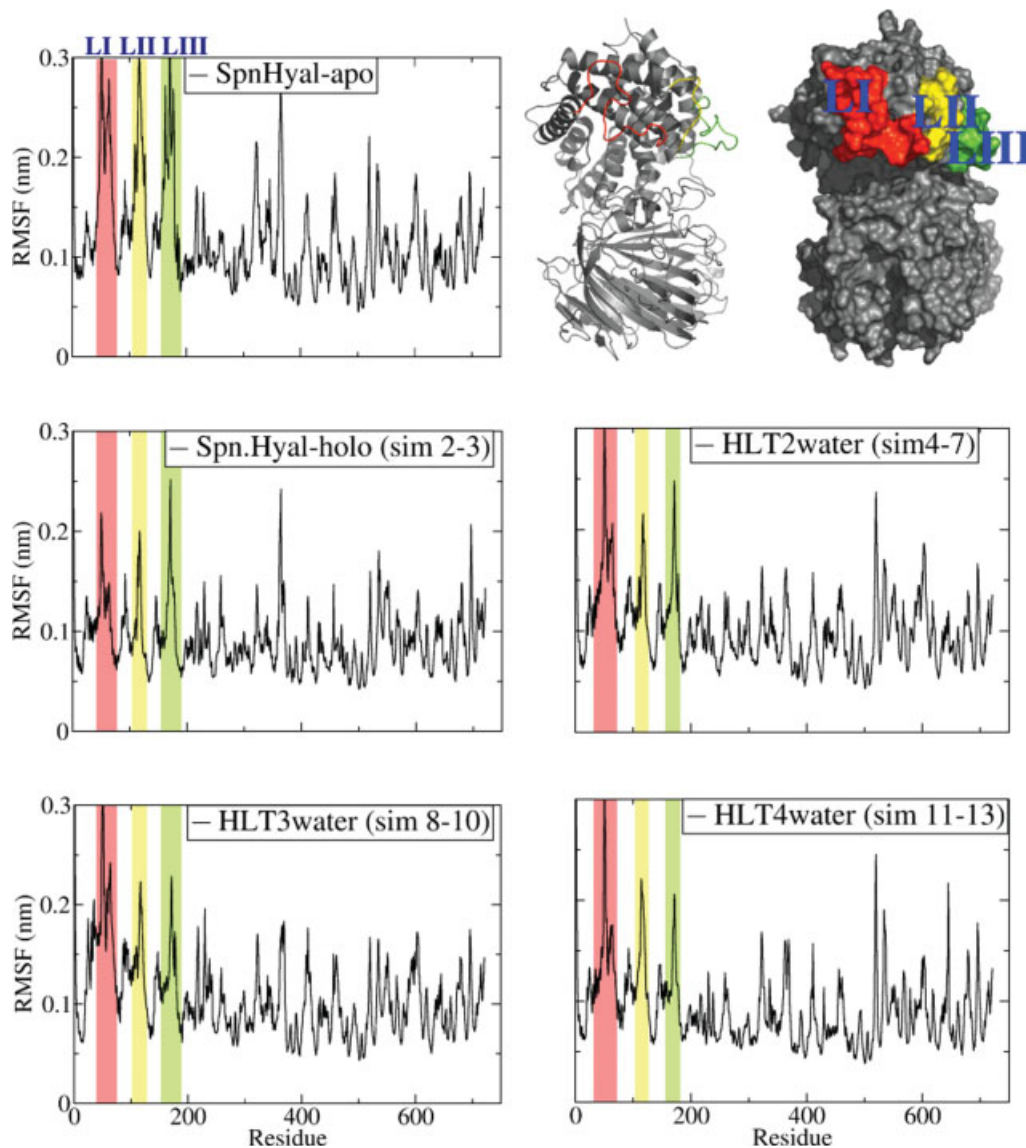 LI LII LIII
0.3
— SpnHyal-apo
0.2
RMSF (nm)
0.1
0
LI
LII
LIII
0.3
— Spn.Hyal-holo (sim 2-3)
0.2
RMSF (nm)
0.1
0
— HLT2water (sim4-7)
0.3
— HLT3water (sim 8-10)
0.2
RMSF (nm)
0.1
0
0 200 400 600
Residue
— HLT4water (sim 11-13)
0 200 400 600
Residue